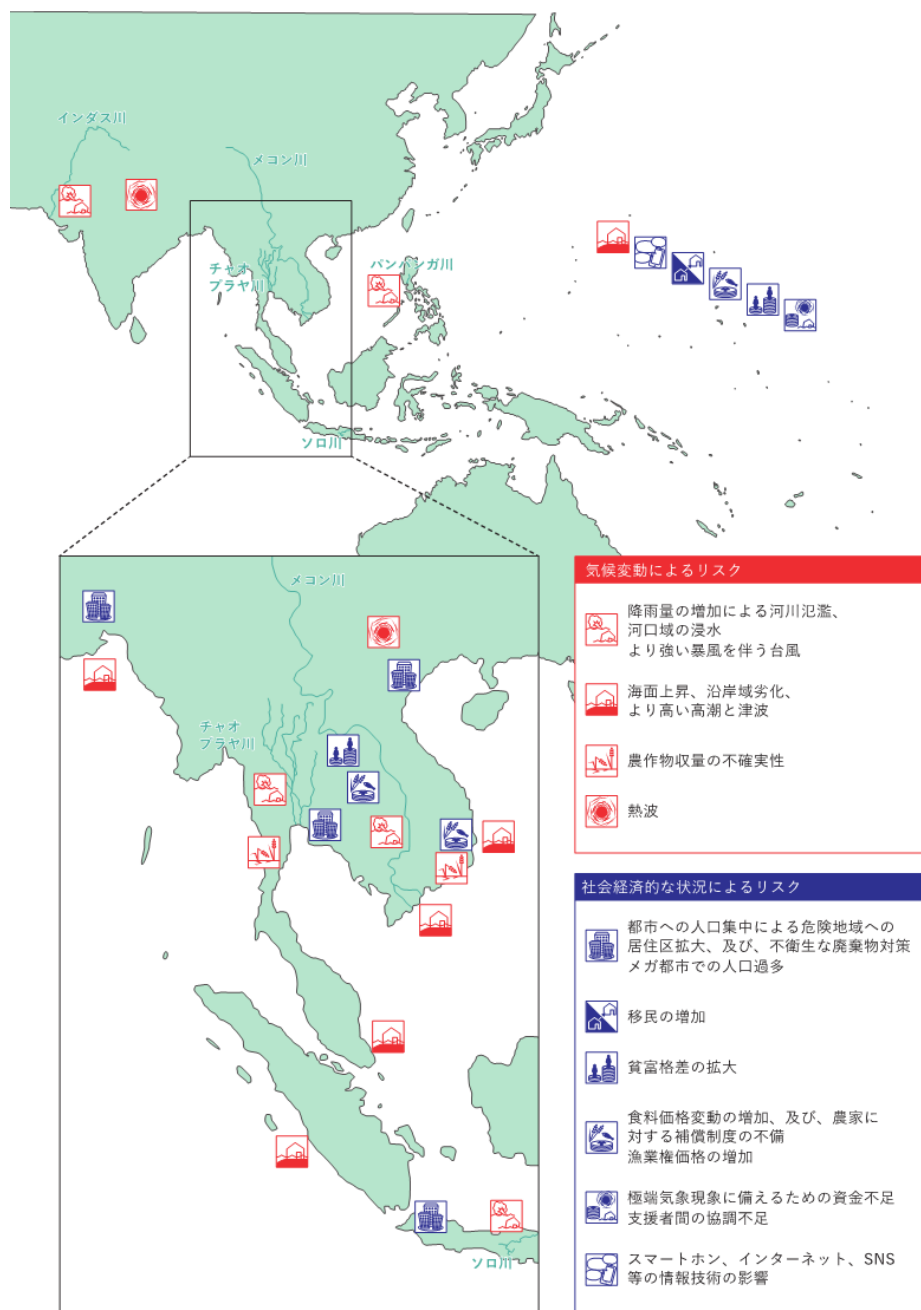 インダス川
メコン川
チャオ
プラヤ川
パンパンガ川
ソロ川
メコン川
チャオ
プラヤ川
ソロ川
気候変動によるリスク
降雨量の増加による河川氾濫、
河口域の浸水
より強い暴風を伴う台風
海面上昇、沿岸域劣化、
より高い高潮と津波
農作物収量の不確実性
熱波
社会経済的な状況によるリスク
都市への人口集中による危険地域への
居住区拡大、及び、不衛生な廃棄物対策
メガ都市での人口過多
移民の増加
貧富格差の拡大
食料価格変動の増加、及び、農家に
対する補償制度の不備
漁業権価格の増加
極端気象現象に備えるための資金不足
支援者間の協調不足
スマートホン、インターネット、SNS
等の情報技術の影響